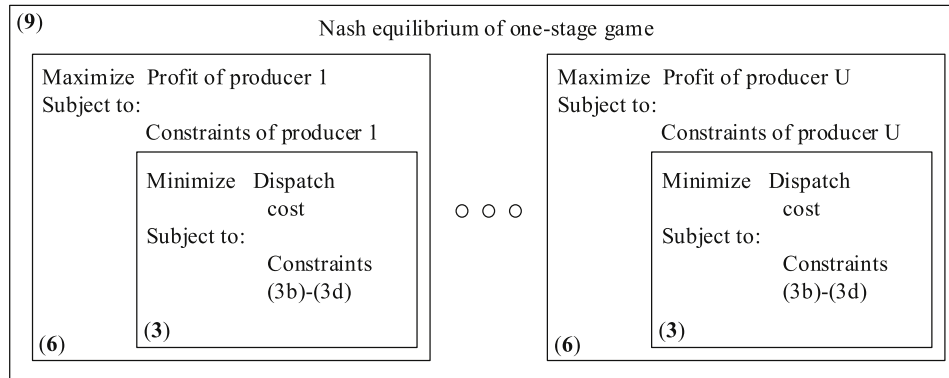 (9)
Nash equilibrium of one-stage game
Maximize Profit of producer 1
Subject to:
Constraints of producer 1
Minimize Dispatch
cost
Subject to:
Constraints
(3b)-(3d)
(3)
(6)
Maximize Profit of producer U
Subject to:
Constraints of producer U
Minimize Dispatch
cost
Subject to:
Constraints
(3b)-(3d)
(3)
(6)